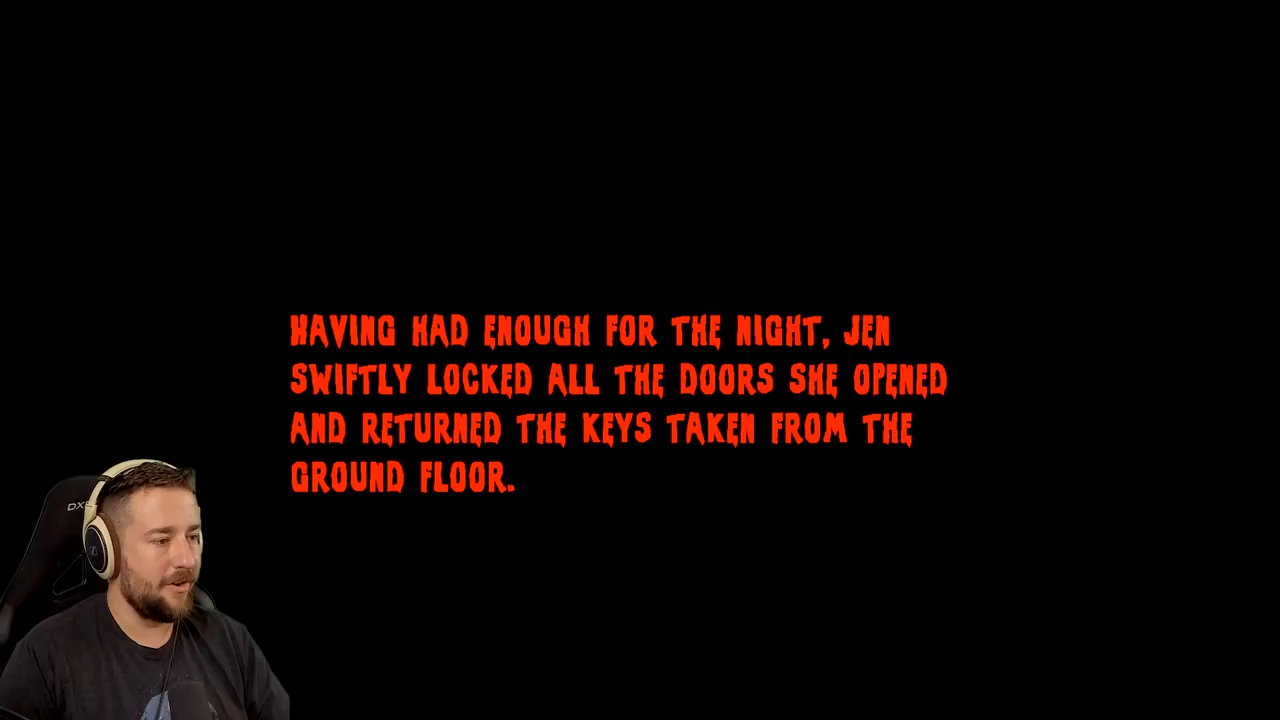 HAVING HAD ENOUGH FOR THE NIGHT, JEN
SWIFTLY LOCKED ALL THE DOORS SHE OPENED
AND RETURNED THE KEYS TAKEN FROM THE
GROUND FLOOR.